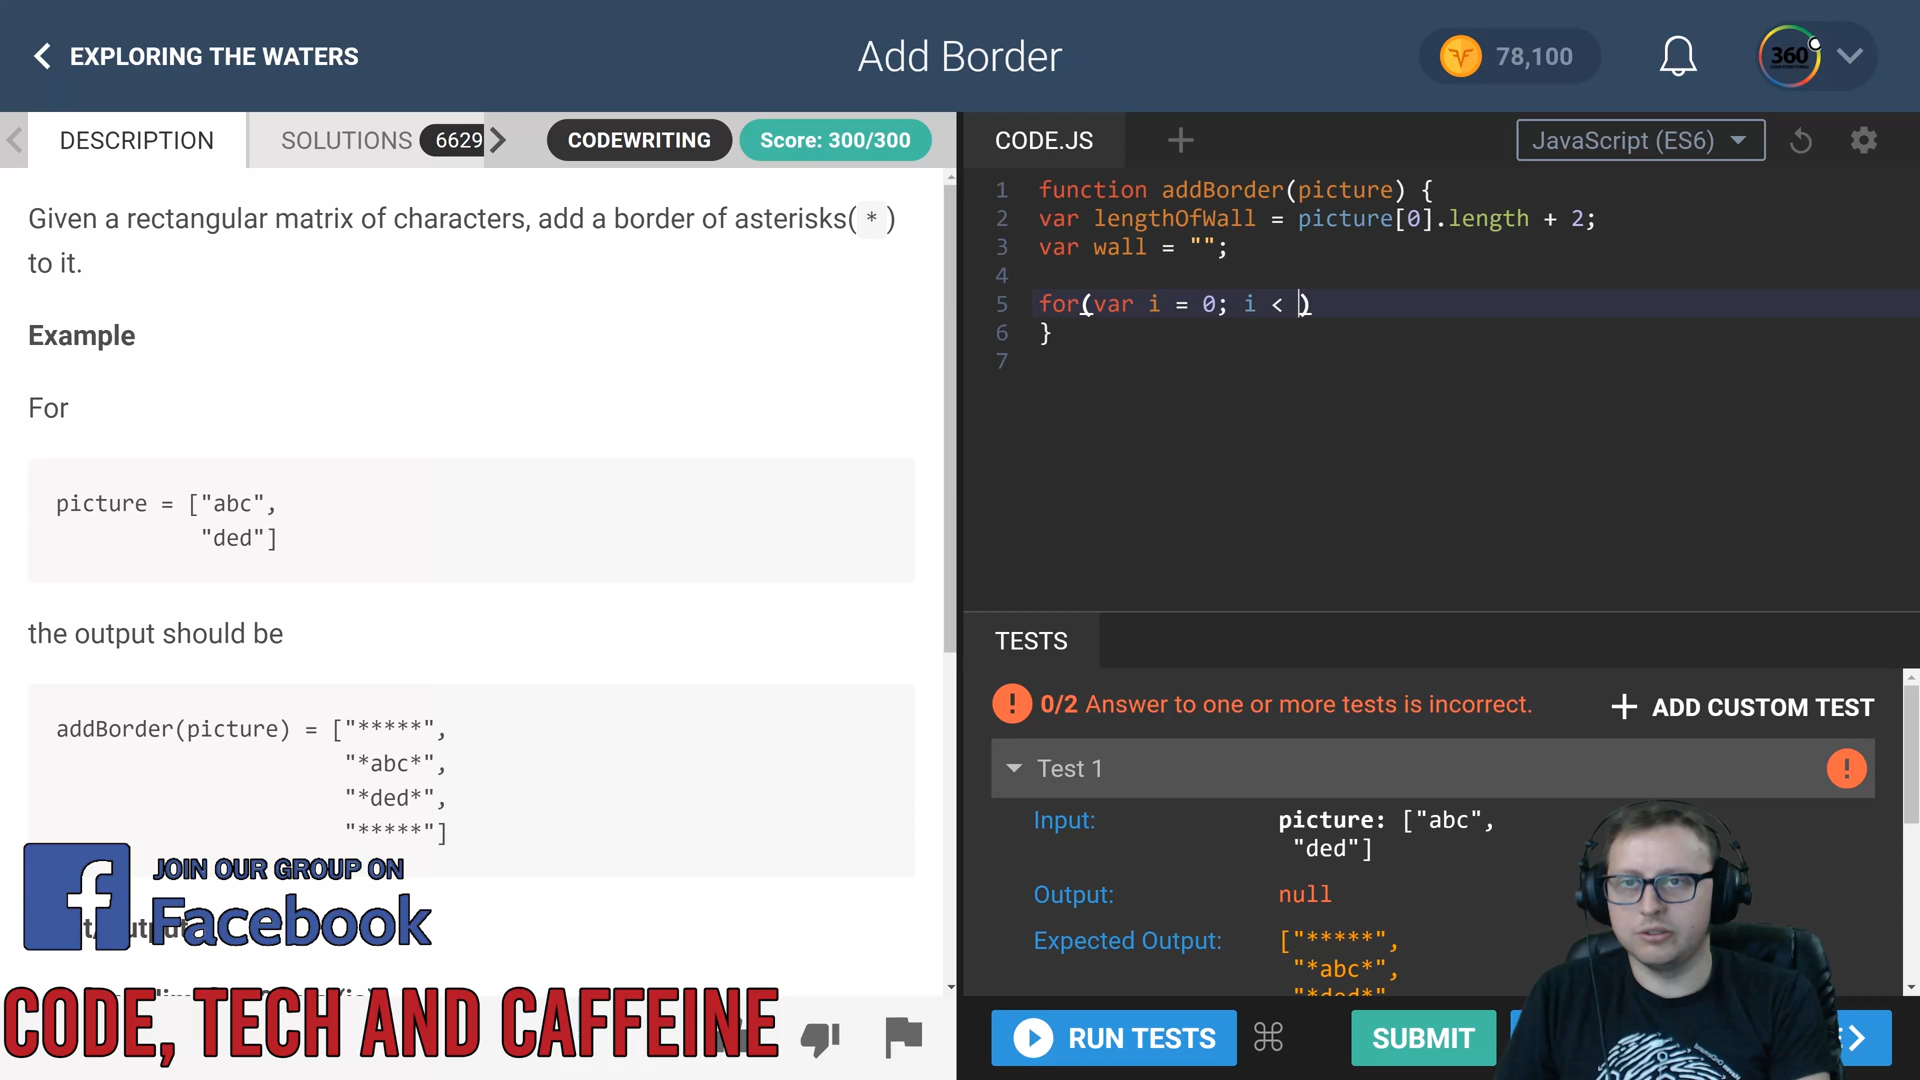 EXPLORING THE WATERS
Add Border
78,100
360
DESCRIPTION
SOLUTIONS 6629
CODEWRITING
Score: 300/300
CODE.JS
JavaScript (ES6)
Given a rectangular matrix of characters, add a border of asterisks( * )
to it.
Example
For
picture = ["abc",
"ded"]
the output should be
addBorder(picture) = ["*****",
"*abc*",
"*ded*",
"*****"]
JOIN OUR GROUP ON
Facebook
CODE, TECH AND CAFFEINE
1 function addBorder(picture) {
2 var lengthOfWall = picture[0].length + 2;
3 var wall = "";
4
5 for(var i = 0; i < )
6 }
7
TESTS
0/2 Answer to one or more tests is incorrect.
ADD CUSTOM TEST
Test 1
Input: picture: ["abc",
"ded"]
Output: null
Expected Output: ["*****",
"*abc*",
"*ded*"
RUN TESTS
SUBMIT